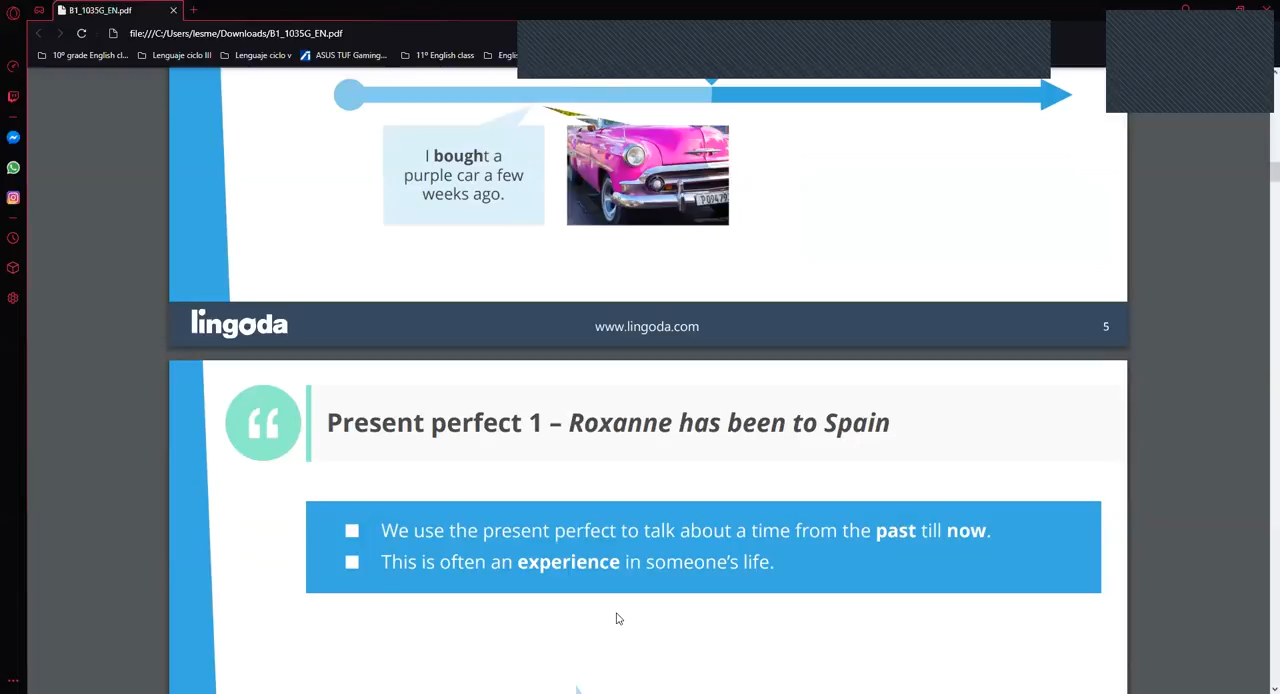 B1_1035G_EN.pdf
file:///C:/Users/lesme/Downloads/B1_1035G_EN.pdf
10º grade English cl... Lenguaje ciclo III Lenguaje ciclo v ASUS TUF Gaming... 11º English class Engli
I bought a
purple car a few
weeks ago.
lingoda www.lingoda.com 5
Present perfect 1 – Roxanne has been to Spain
We use the present perfect to talk about a time from the past till now.
This is often an experience in someone's life.